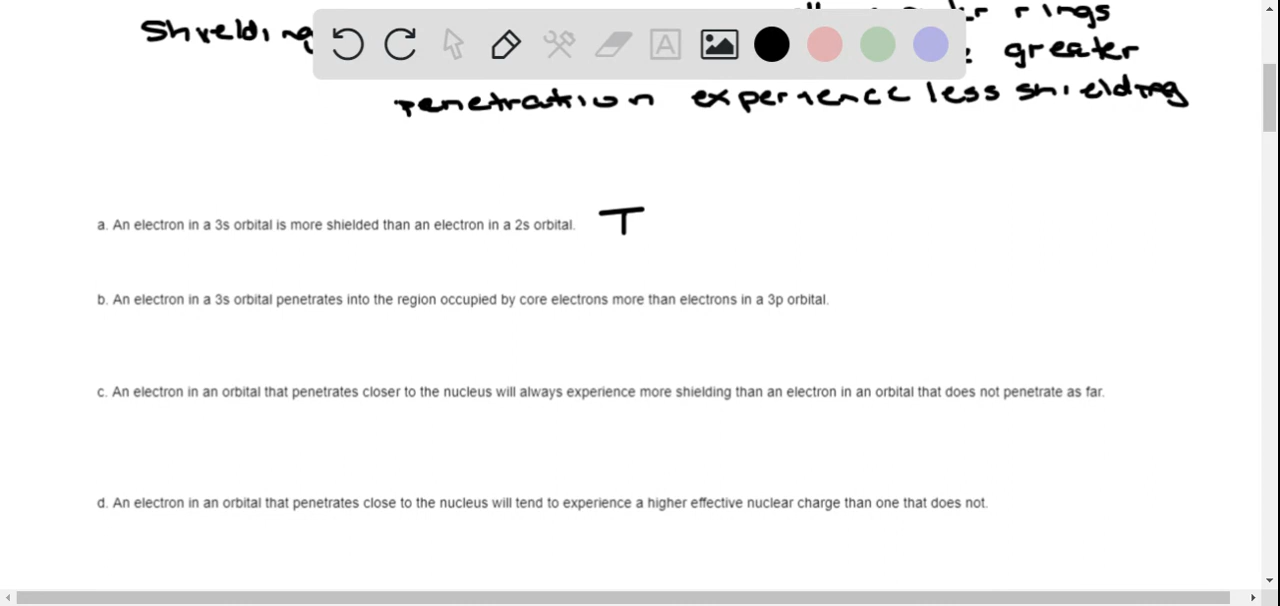 Shielding rings
greater
penetration experience less shielding
a. An electron in a 3s orbital is more shielded than an electron in a 2s orbital. T
b. An electron in a 3s orbital penetrates into the region occupied by core electrons more than electrons in a 3p orbital.
c. An electron in an orbital that penetrates closer to the nucleus will always experience more shielding than an electron in an orbital that does not penetrate as far.
d. An electron in an orbital that penetrates close to the nucleus will tend to experience a higher effective nuclear charge than one that does not.